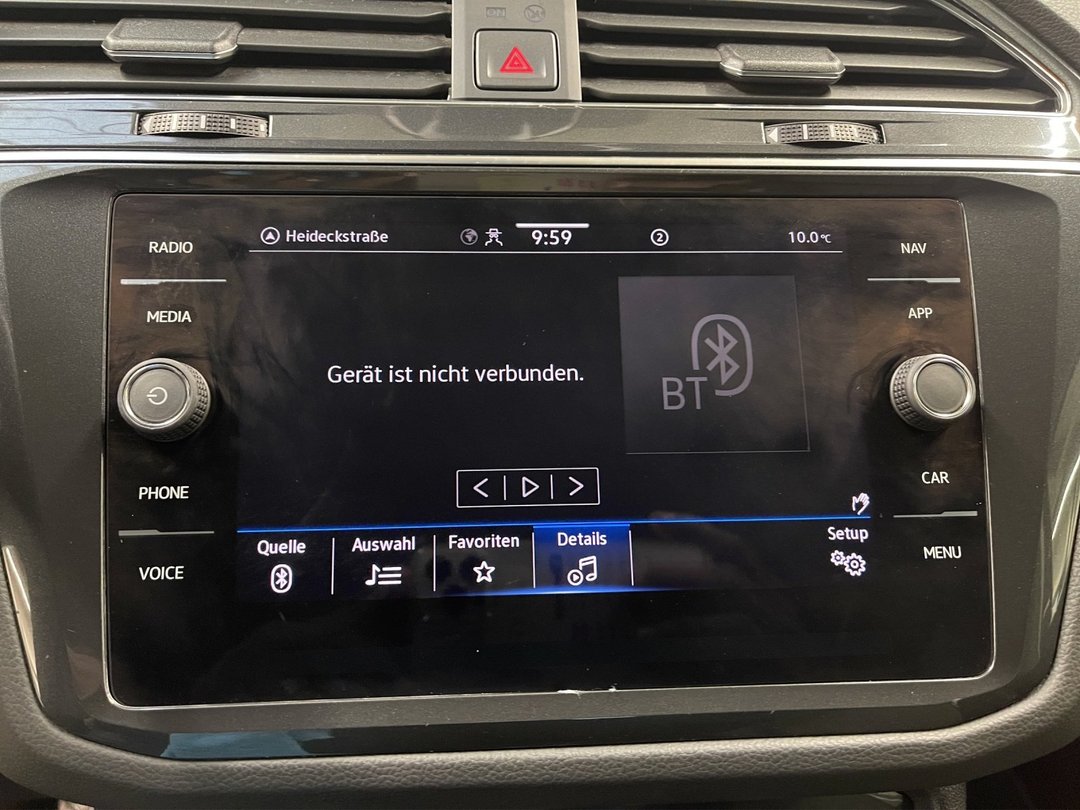 RADIO
Heideckstraße
9:59
2
10.0°C
NAV
MEDIA
APP
Gerät ist nicht verbunden.
BT
PHONE
CAR
Quelle
Auswahl
Favoriten
Details
Setup
VOICE
MENU